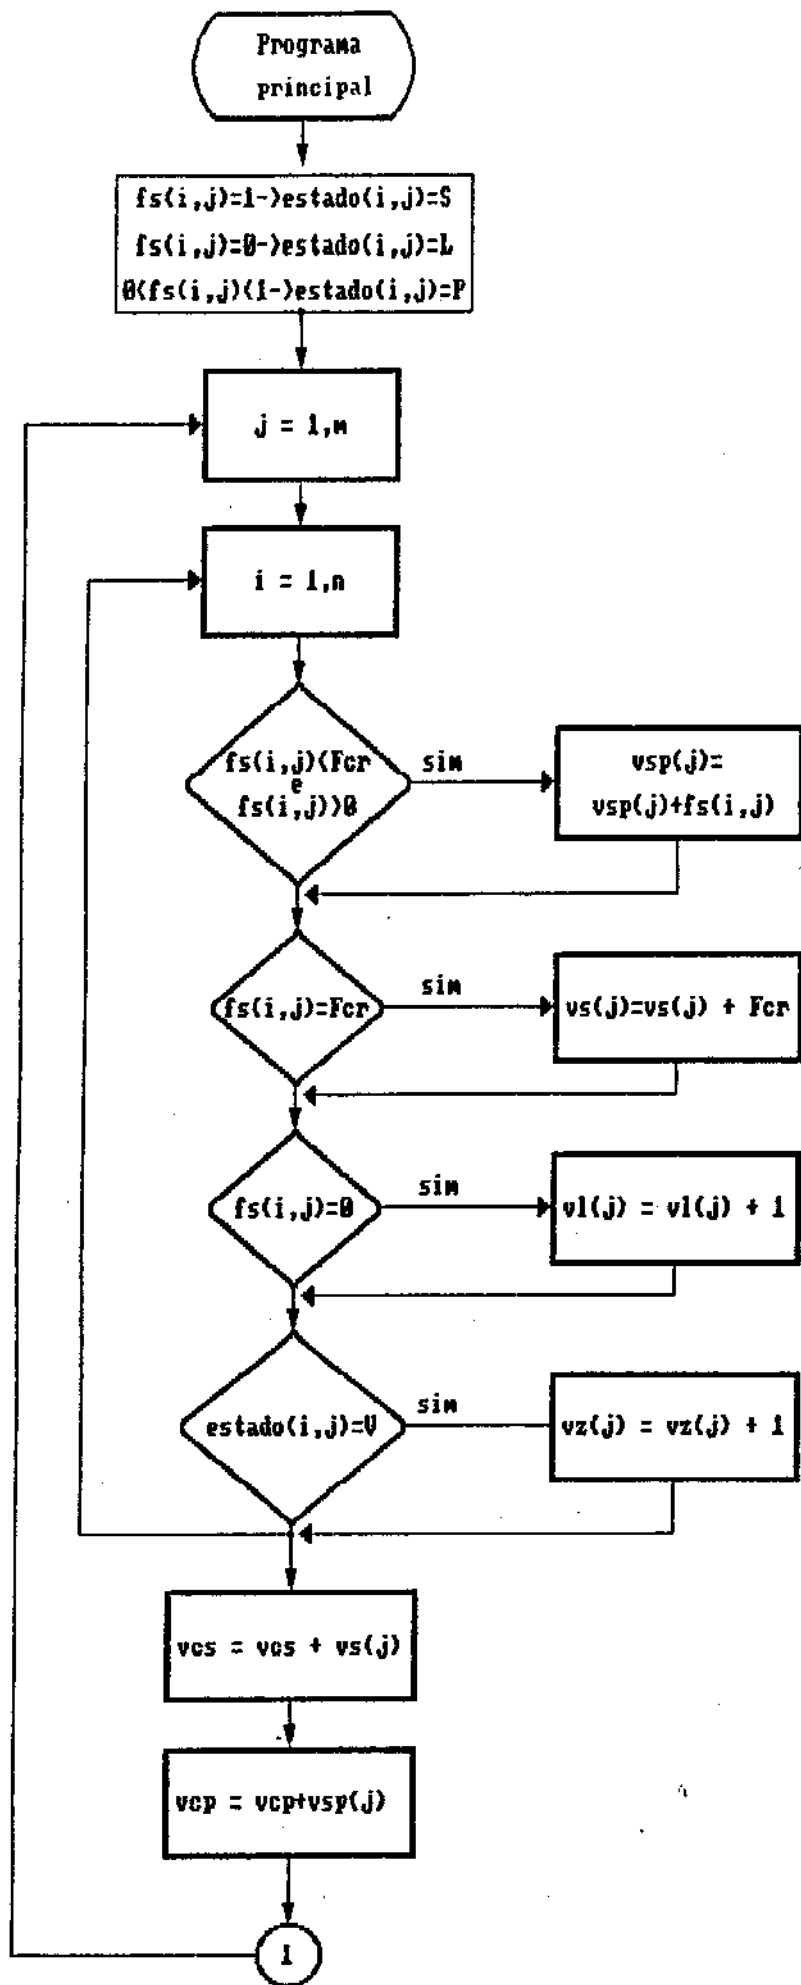 Programa
principal
fs(i,j)=1->estado(i,j)=S
fs(i,j)=0->estado(i,j)=L
0<fs(i,j)<1->estado(i,j)=P
j = 1,m
i = 1,n
fs(i,j)<Fcr
e
fs(i,j)>0
sim
vsp(j)=
vsp(j)+fs(i,j)
fs(i,j)=Fcr
sim
vs(j)=vs(j) + Fcr
fs(i,j)=0
sim
vl(j) = vl(j) + 1
estado(i,j)=V
sim
vz(j) = vz(j) + 1
vcs = vcs + vs(j)
vcp = vcp+vsp(j)
1